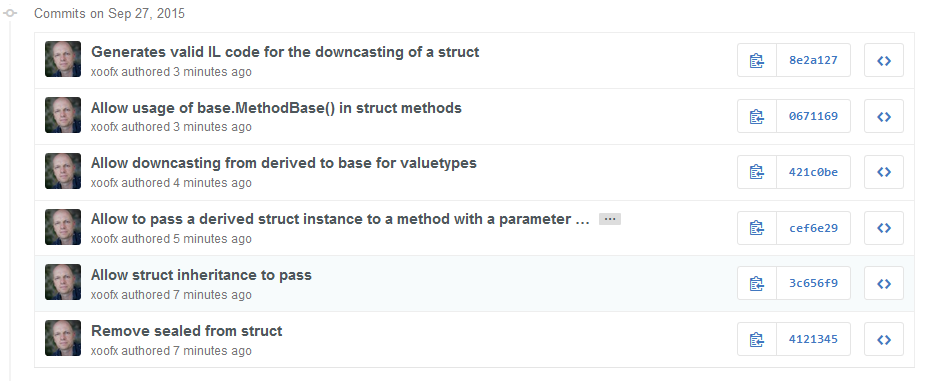 Commits on Sep 27, 2015
Generates valid IL code for the downcasting of a struct
xoofx authored 3 minutes ago
8e2a127
Allow usage of base.MethodBase() in struct methods
xoofx authored 3 minutes ago
0671169
Allow downcasting from derived to base for valuetypes
xoofx authored 4 minutes ago
421c0be
Allow to pass a derived struct instance to a method with a parameter … …
xoofx authored 5 minutes ago
cef6e29
Allow struct inheritance to pass
xoofx authored 7 minutes ago
3c656f9
Remove sealed from struct
xoofx authored 7 minutes ago
4121345